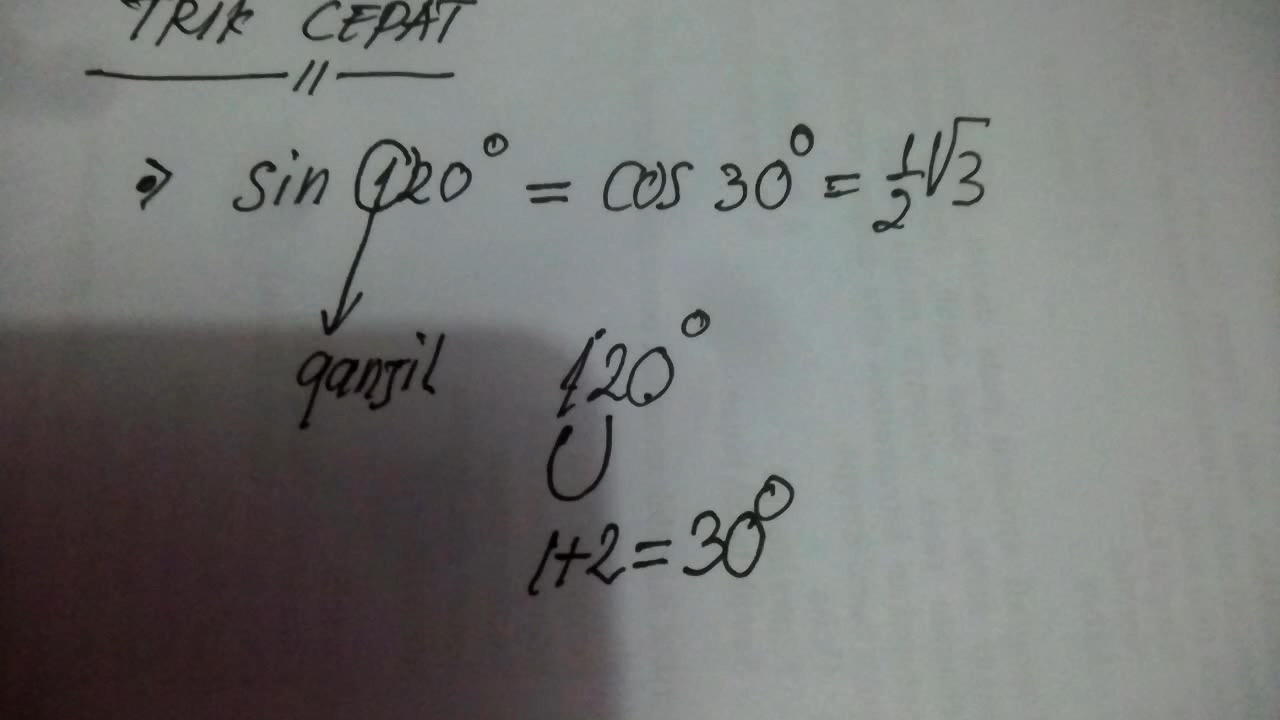 TRIK CEPAT
sin 120° = cos 30° = 1/2 √3
ganjil
120°
1+2=30°